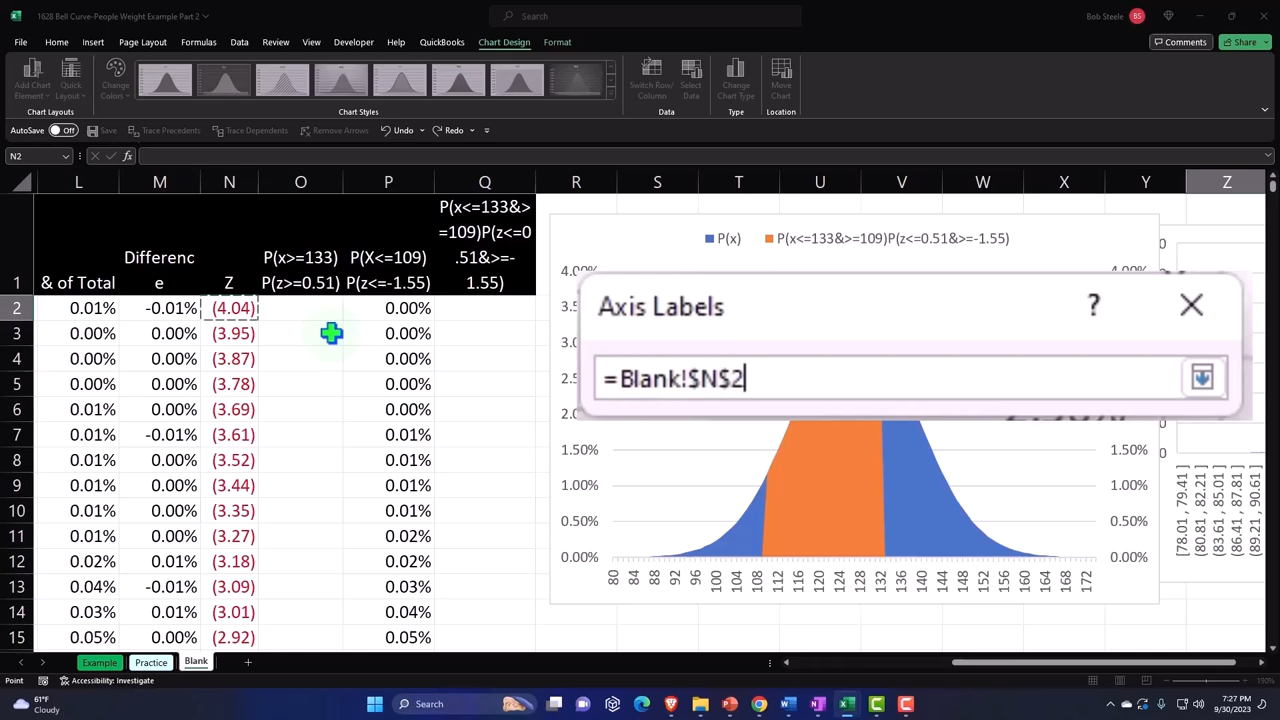 1628 Bell Curve-People Weight Example Part 2
Search
Bob Steele
BS
File Home Insert Page Layout Formulas Data Review View Developer Help QuickBooks Chart Design Format
Comments Share
Add Chart Element
Quick Layout
Change Colors
Switch Row/ Column
Select Data
Change Chart Type
Move Chart
Chart Layouts Chart Styles Data Type Location
AutoSave Off Save Trace Precedents Trace Dependents Remove Arrows Undo Redo
N2 fx
L M N O P Q R S T U V W X Y Z
P(x<=133&>
=109)P(z<=0
Differenc P(x>=133) P(X<=109) .51&>=-
1 % of Total e Z P(z>=0.51) P(z<=-1.55) 1.55)
2 0.01% -0.01% (4.04) 0.00%
3 0.00% 0.00% (3.95) 0.00%
4 0.00% 0.00% (3.87) 0.00%
5 0.00% 0.00% (3.78) 0.00%
6 0.01% 0.00% (3.69) 0.00%
7 0.01% -0.01% (3.61) 0.01%
8 0.01% 0.00% (3.52) 0.01%
9 0.01% 0.00% (3.44) 0.01%
10 0.01% 0.00% (3.35) 0.01%
11 0.01% 0.00% (3.27) 0.02%
12 0.02% 0.00% (3.18) 0.02%
13 0.04% -0.01% (3.09) 0.03%
14 0.03% 0.01% (3.01) 0.04%
15 0.05% 0.00% (2.92) 0.05%
P(x) P(x<=133&>=109)P(z<=0.51&>=-1.55)
4.00% 4.00%
Axis Labels ?
=Blank!$N$2
1.50% 1.50%
1.00% 1.00%
0.50% 0.50%
0.00% 0.00%
80 84 88 92 96 100 104 108 112 116 120 124 128 132 136 140 144 148 152 156 160 164 168 172
[78.01 , 79.41 ]
[80.81 , 82.21 ]
[83.61 , 85.01 ]
[86.41 , 87.81 ]
[89.21 , 90.61 ]
Example Practice Blank
Point Accessibility: Investigate 190%
61°F
Cloudy
Search
7:27 PM
9/30/2023